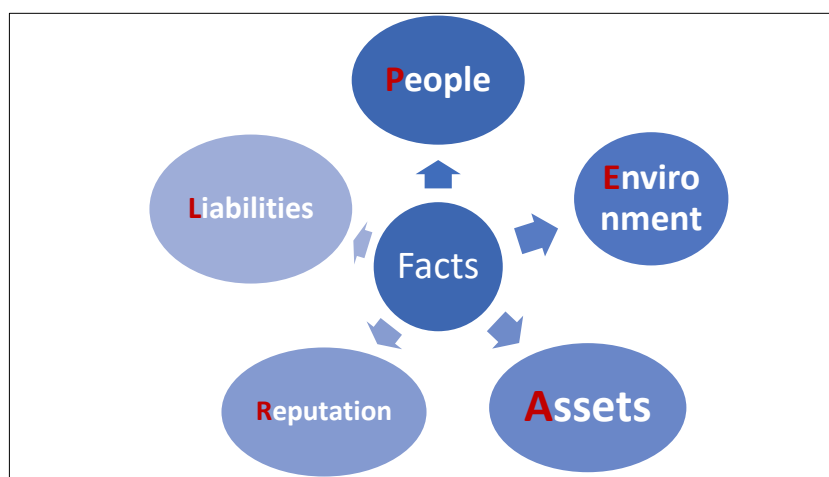 People
Enviro
nment
Liabilities
Facts
Reputation
Assets